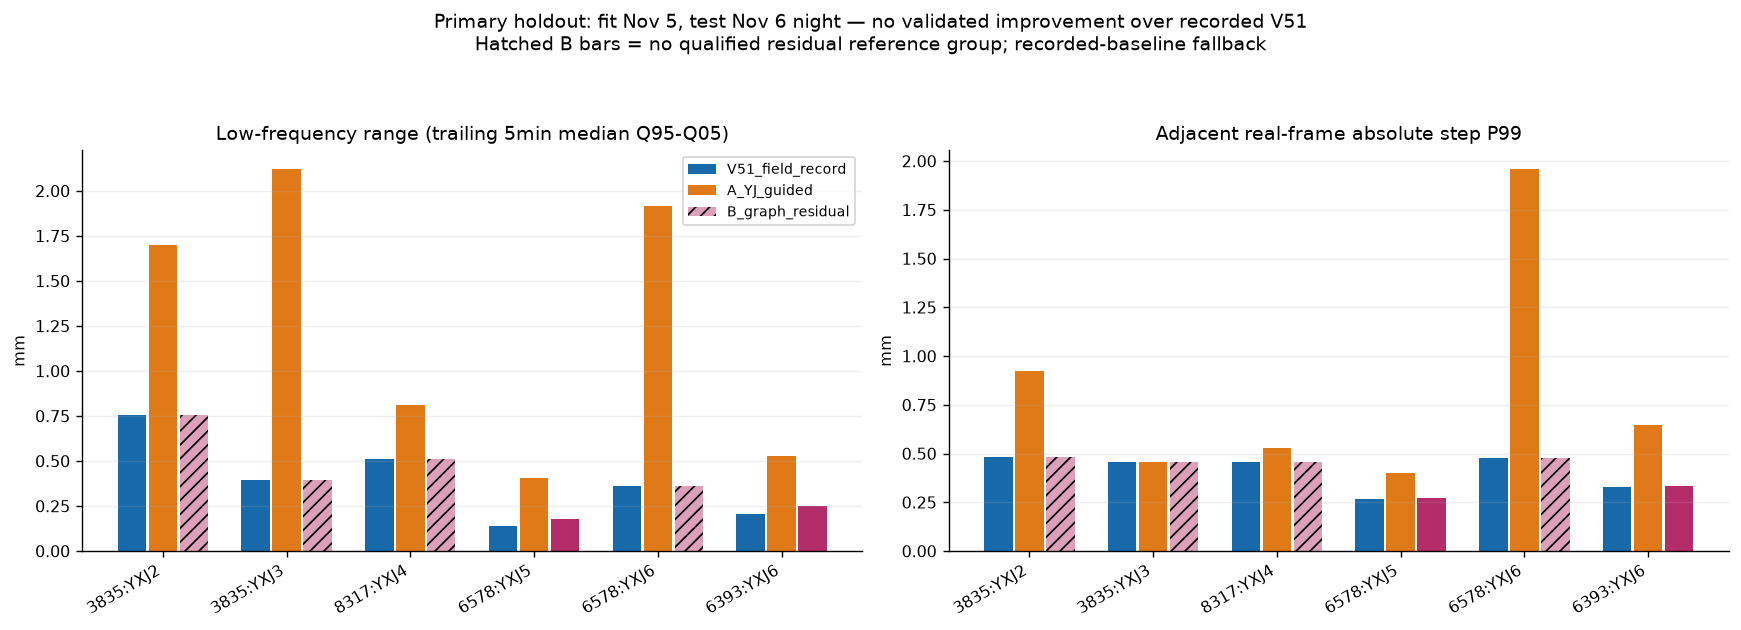 Primary holdout: fit Nov 5, test Nov 6 night — no validated improvement over recorded V51
Hatched B bars = no qualified residual reference group; recorded-baseline fallback
Low-frequency range (trailing 5min median Q95-Q05)
mm
2.00
1.75
1.50
1.25
1.00
0.75
0.50
0.25
0.00
V51_field_record
A_YJ_guided
B_graph_residual
3835:YXJ2
3835:YXJ3
8317:YXJ4
6578:YXJ5
6578:YXJ6
6393:YXJ6
Adjacent real-frame absolute step P99
mm
2.00
1.75
1.50
1.25
1.00
0.75
0.50
0.25
0.00
3835:YXJ2
3835:YXJ3
8317:YXJ4
6578:YXJ5
6578:YXJ6
6393:YXJ6